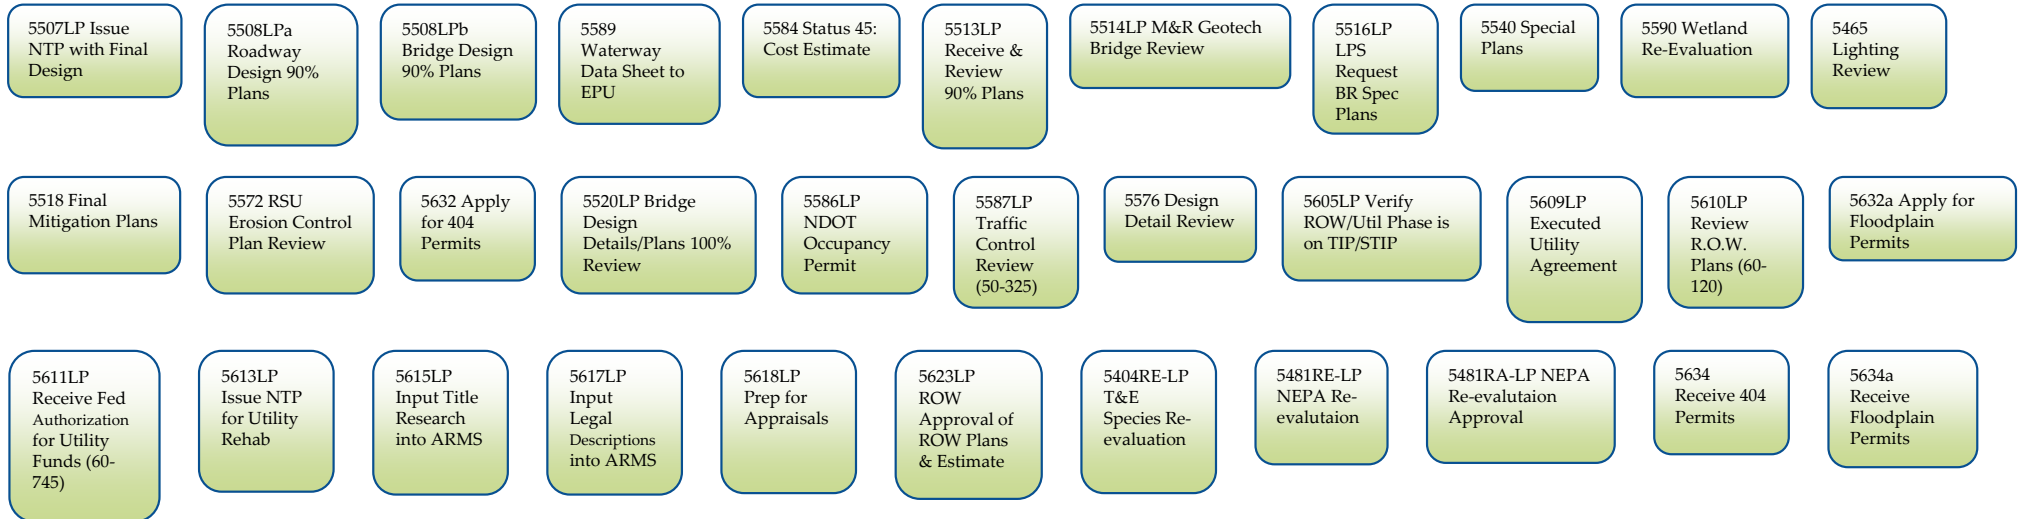 5507LP Issue
NTP with Final
Design
5508LPa
Roadway
Design 90%
Plans
5508LPb
Bridge Design
90% Plans
5589
Waterway
Data Sheet to
EPU
5584 Status 45:
Cost Estimate
5513LP
Receive &
Review
90% Plans
5514LP M&R Geotech
Bridge Review
5516LP
LPS
Request
BR Spec
Plans
5540 Special
Plans
5590 Wetland
Re-Evaluation
5465
Lighting
Review
5518 Final
Mitigation Plans
5572 RSU
Erosion Control
Plan Review
5632 Apply
for 404
Permits
5520LP Bridge
Design
Details/Plans 100%
Review
5586LP
NDOT
Occupancy
Permit
5587LP
Traffic
Control
Review
(50-325)
5576 Design
Detail Review
5605LP Verify
ROW/Util Phase is
on TIP/STIP
5609LP
Executed
Utility
Agreement
5610LP
Review
R.O.W.
Plans (60-
120)
5632a Apply for
Floodplain
Permits
5611LP
Receive Fed
Authorization
for Utility
Funds (60-
745)
5613LP
Issue NTP
for Utility
Rehab
5615LP
Input Title
Research
into ARMS
5617LP
Input
Legal
Descriptions
into ARMS
5618LP
Prep for
Appraisals
5623LP
ROW
Approval of
ROW Plans
& Estimate
5404RE-LP
T&E
Species Re-
evaluation
5481RE-LP
NEPA Re-
evalutaion
5481RA-LP NEPA
Re-evalutaion
Approval
5634
Receive 404
Permits
5634a
Receive
Floodplain
Permits